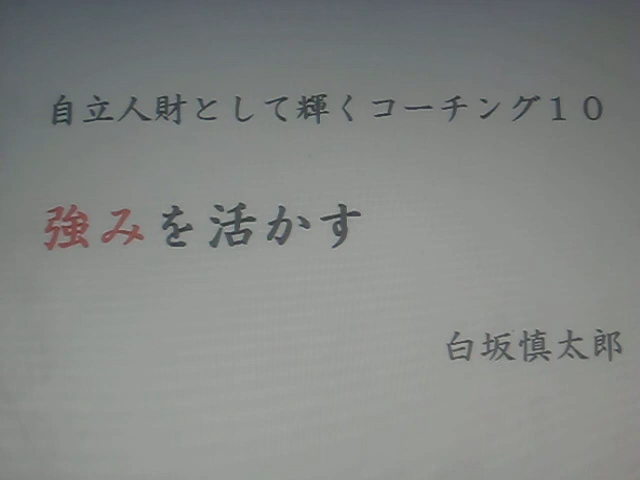 自立人財として輝くコーチング１０
強みを活かす
白坂慎太郎